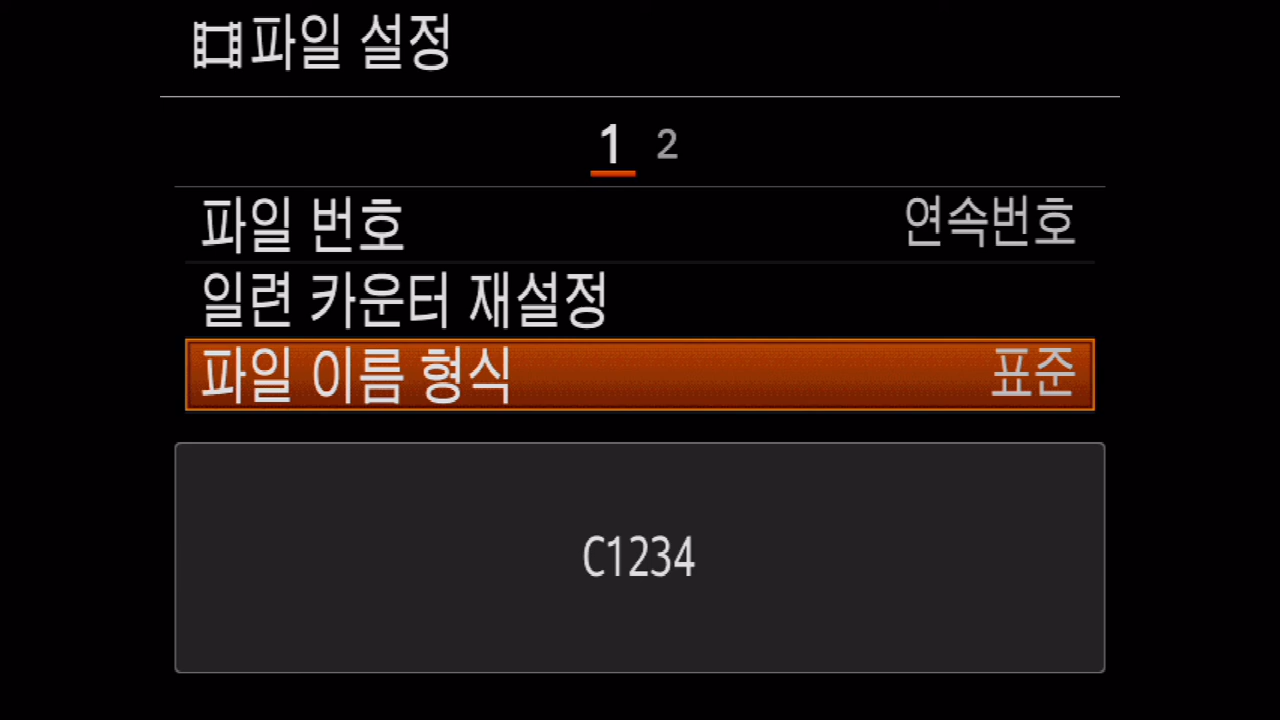 파일 설정
1 2
파일 번호 연속번호
일련 카운터 재설정
파일 이름 형식 표준
C1234